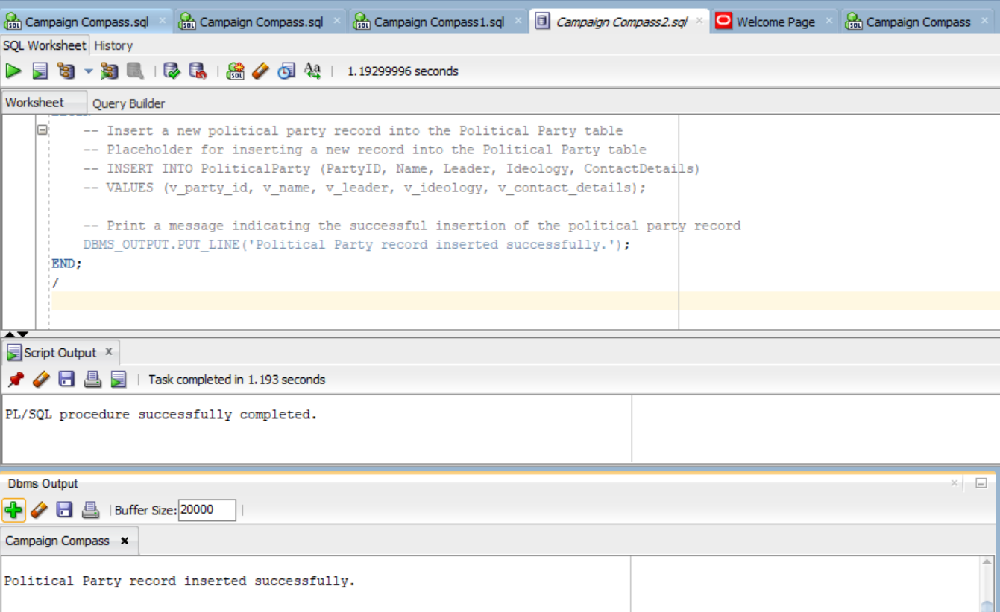 Campaign Compass.sql
Campaign Compass.sql
Campaign Compass1.sql
Campaign Compass2.sql
Welcome Page
Campaign Compass
SQL Worksheet History
1.19299996 seconds
Worksheet Query Builder
-- Insert a new political party record into the Political Party table
-- Placeholder for inserting a new record into the Political Party table
-- INSERT INTO PoliticalParty (PartyID, Name, Leader, Ideology, ContactDetails)
-- VALUES (v_party_id, v_name, v_leader, v_ideology, v_contact_details);
-- Print a message indicating the successful insertion of the political party record
DBMS_OUTPUT.PUT_LINE('Political Party record inserted successfully.');
END;
/
Script Output x
Task completed in 1.193 seconds
PL/SQL procedure successfully completed.
Dbms Output
Buffer Size: 20000
Campaign Compass x
Political Party record inserted successfully.